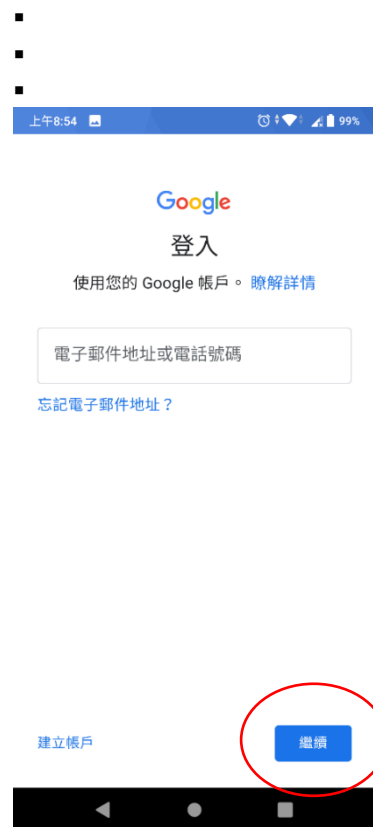 上午8:54 99%
Google
登入
使用您的 Google 帳戶。 瞭解詳情
電子郵件地址或電話號碼
忘記電子郵件地址？
建立帳戶 繼續